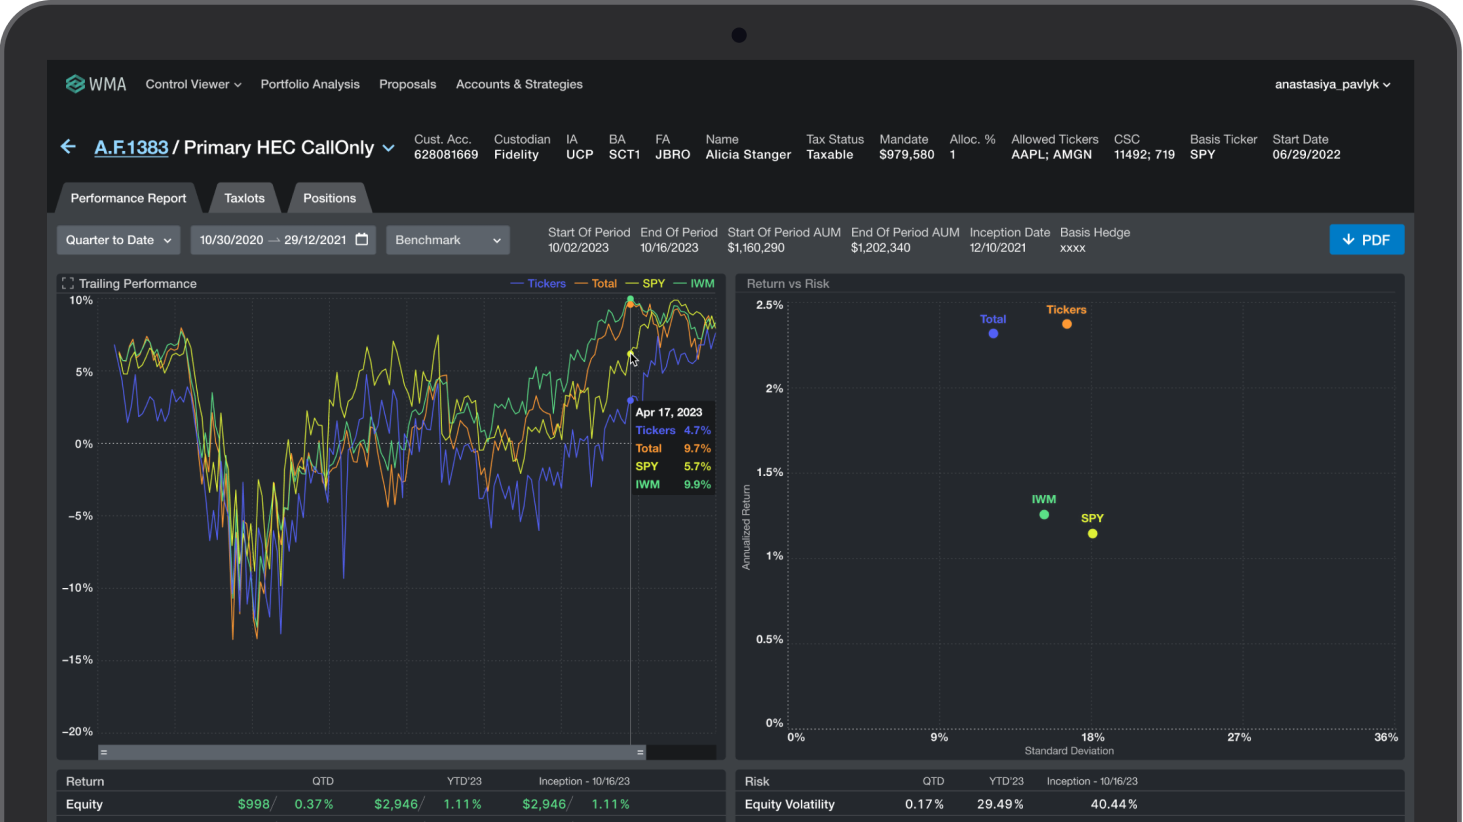 WMA Control Viewer Portfolio Analysis Proposals Accounts & Strategies anastasiya_pavlyk
A.F.1383 / Primary HEC CallOnly
Cust. Acc. Custodian IA BA FA Name Tax Status Mandate Alloc. % Allowed Tickers CSC Basis Ticker Start Date
628081669 Fidelity UCP SCT1 JBRO Alicia Stanger Taxable $979,580 1 AAPL; AMGN 11492; 719 SPY 06/29/2022
Performance Report Taxlots Positions
Quarter to Date 10/30/2020 → 29/12/2021 Benchmark
Start Of Period End Of Period Start Of Period AUM End Of Period AUM Inception Date Basis Hedge
10/02/2023 10/16/2023 $1,160,290 $1,202,340 12/10/2021 xxxx
PDF
Trailing Performance Tickers Total SPY IWM
10%
5%
0%
–5%
–10%
–15%
–20%
Apr 17, 2023
Tickers 4.7%
Total 9.7%
SPY 5.7%
IWM 9.9%
Return vs Risk
2.5%
2%
1.5%
1%
0.5%
0%
Annualized Return
Total
Tickers
IWM
SPY
0% 9% 18% 27% 36%
Standard Deviation
Return QTD YTD'23 Inception - 10/16/23
Equity $998/ 0.37% $2,946/ 1.11% $2,946/ 1.11%
Risk QTD YTD'23 Inception - 10/16/23
Equity Volatility 0.17% 29.49% 40.44%